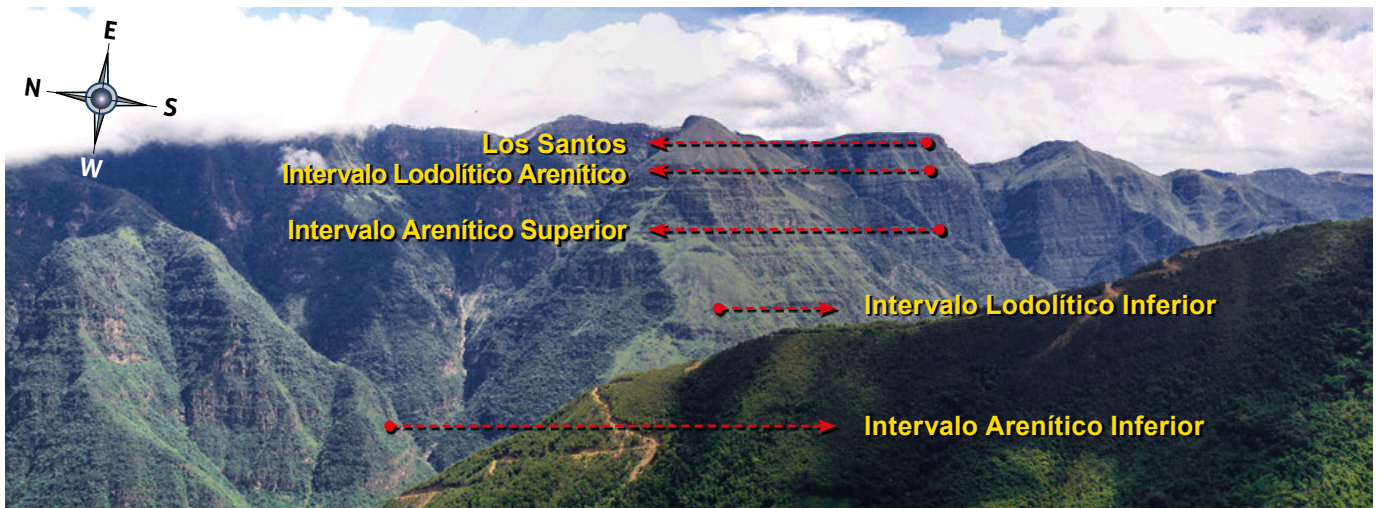 E
N
S
W
Los Santos
Intervalo Lodolítico Arenítico
Intervalo Arenítico Superior
Intervalo Lodolítico Inferior
Intervalo Arenítico Inferior